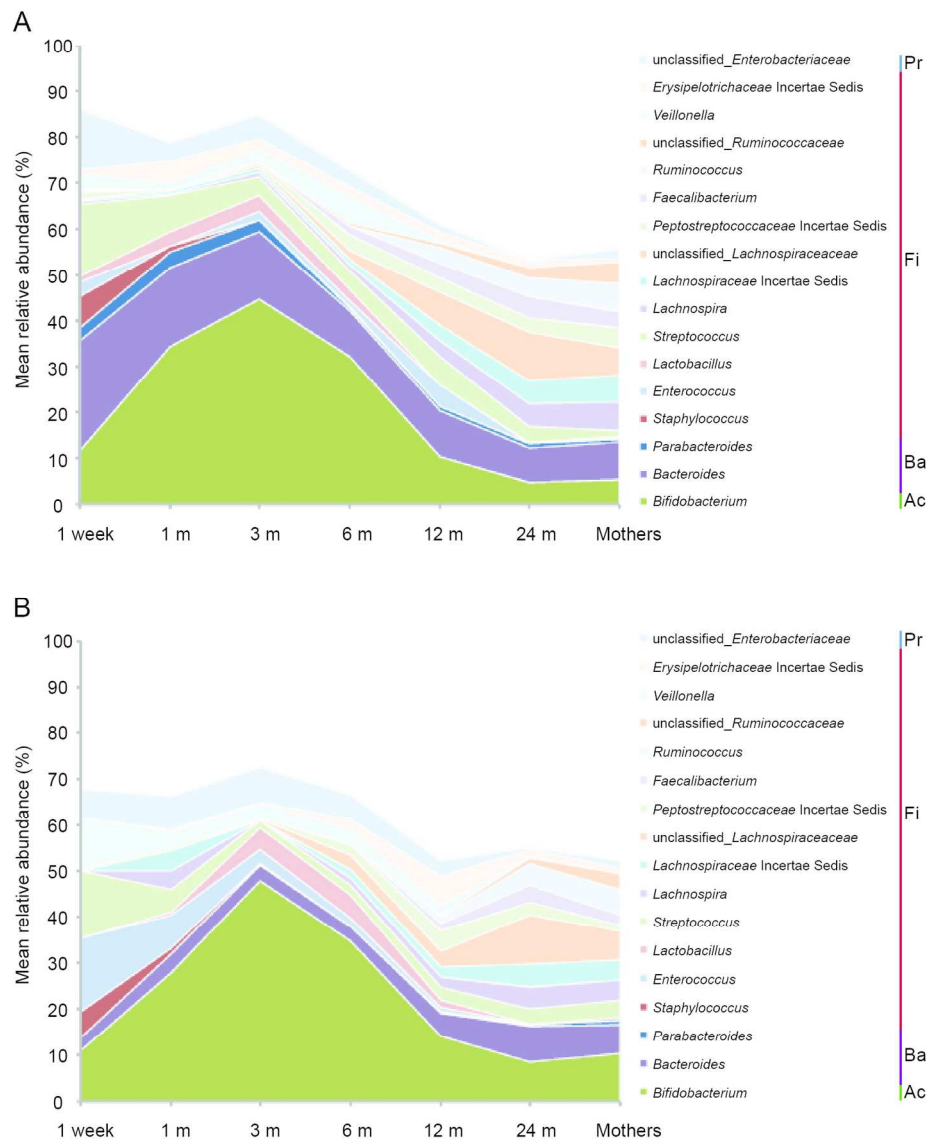 A
Mean relative abundance (%)
100
90
80
70
60
50
40
30
20
10
0
1 week 1 m 3 m 6 m 12 m 24 m Mothers
unclassified_Enterobacteriaceae
Erysipelotrichaceae Incertae Sedis
Veillonella
unclassified_Ruminococcaceae
Ruminococcus
Faecalibacterium
Peptostreptococcaceae Incertae Sedis
unclassified_Lachnospiraceaceae
Lachnospiraceae Incertae Sedis
Lachnospira
Streptococcus
Lactobacillus
Enterococcus
Staphylococcus
Parabacteroides
Bacteroides
Bifidobacterium
Pr
Fi
Ba
Ac
B
Mean relative abundance (%)
100
90
80
70
60
50
40
30
20
10
0
1 week 1 m 3 m 6 m 12 m 24 m Mothers
unclassified_Enterobacteriaceae
Erysipelotrichaceae Incertae Sedis
Veillonella
unclassified_Ruminococcaceae
Ruminococcus
Faecalibacterium
Peptostreptococcaceae Incertae Sedis
unclassified_Lachnospiraceaceae
Lachnospiraceae Incertae Sedis
Lachnospira
Streptococcus
Lactobacillus
Enterococcus
Staphylococcus
Parabacteroides
Bacteroides
Bifidobacterium
Pr
Fi
Ba
Ac